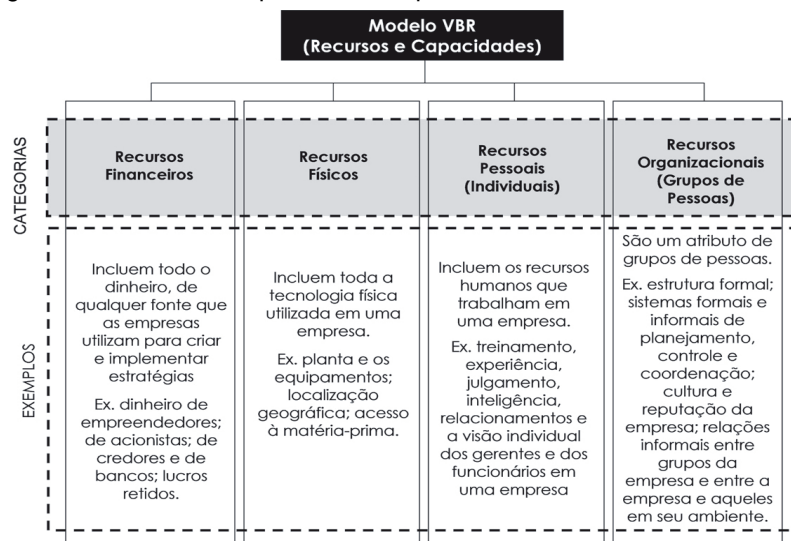 Modelo VBR
(Recursos e Capacidades)
CATEGORIAS
Recursos
Financeiros
Recursos
Físicos
Recursos
Pessoais
(Individuais)
Recursos
Organizacionais
(Grupos de
Pessoas)
EXEMPLOS
Incluem todo o
dinheiro, de
qualquer fonte que
as empresas
utilizam para criar
e implementar
estratégias
Ex. dinheiro de
empreendedores;
de acionistas; de
credores e de
bancos; lucros
retidos.
Incluem toda a
tecnologia física
utilizada em uma
empresa.
Ex. planta e os
equipamentos;
localização
geográfica; acesso
à matéria-prima.
Incluem os recursos
humanos que
trabalham em
uma empresa.
Ex. treinamento,
experiência,
julgamento,
inteligência,
relacionamentos e
a visão individual
dos gerentes e dos
funcionários em
uma empresa
São um atributo de
grupos de pessoas.
Ex. estrutura formal;
sistemas formais e
informais de
planejamento,
controle e
coordenação;
cultura e
reputação da
empresa; relações
informais entre
grupos da
empresa e entre a
empresa e aqueles
em seu ambiente.